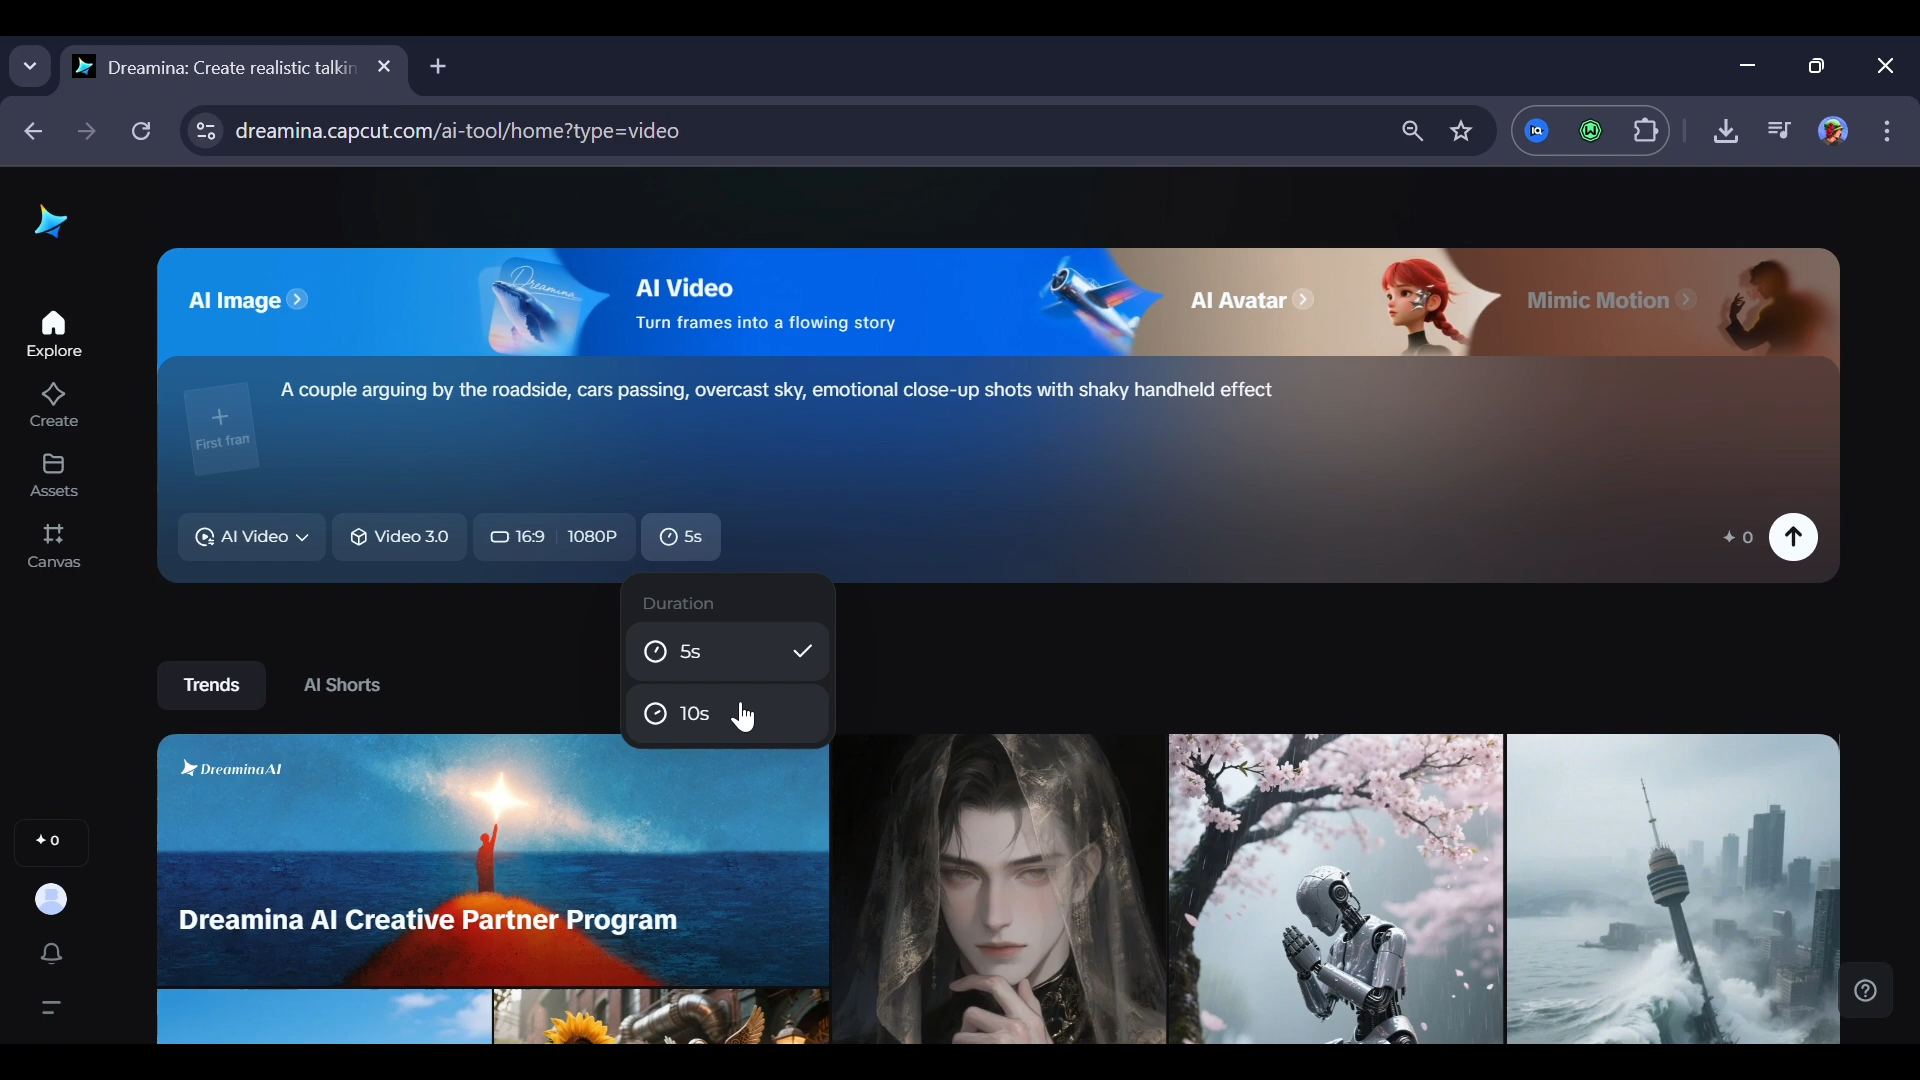 Dreamina: Create realistic talkin
dreamina.capcut.com/ai-tool/home?type=video
AI Image
Dreamina
AI Video
Turn frames into a flowing story
AI Avatar
Mimic Motion
Explore
Create
Assets
Canvas
First fram
A couple arguing by the roadside, cars passing, overcast sky, emotional close-up shots with shaky handheld effect
AI Video
Video 3.0
16:9
1080P
5s
0
Duration
5s
10s
Trends
AI Shorts
DreaminaAI
Dreamina AI Creative Partner Program
0